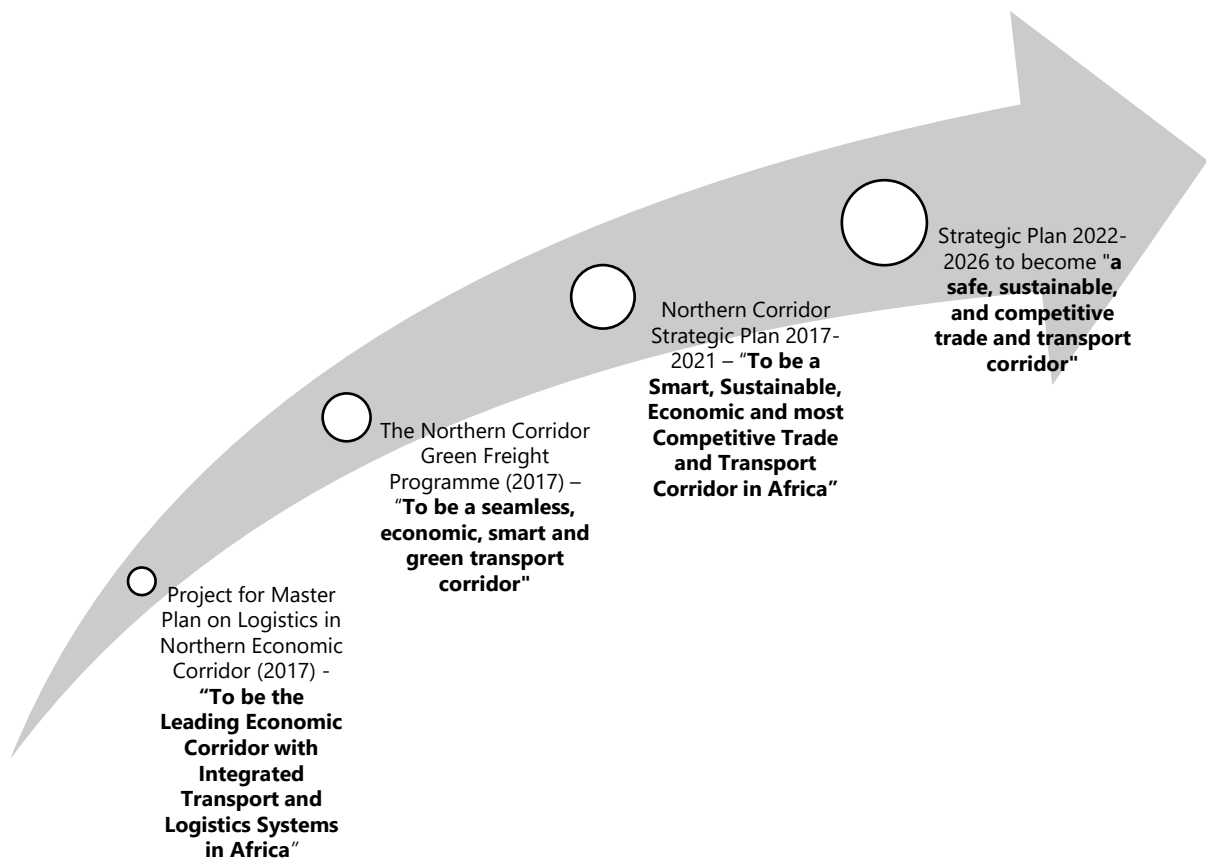 Project for Master
Plan on Logistics in
Northern Economic
Corridor (2017) -
“To be the
Leading Economic
Corridor with
Integrated
Transport and
Logistics Systems
in Africa”
The Northern Corridor
Green Freight
Programme (2017) –
“To be a seamless,
economic, smart and
green transport
corridor"
Northern Corridor
Strategic Plan 2017-
2021 – “To be a
Smart, Sustainable,
Economic and most
Competitive Trade
and Transport
Corridor in Africa”
Strategic Plan 2022-
2026 to become "a
safe, sustainable,
and competitive
trade and transport
corridor"